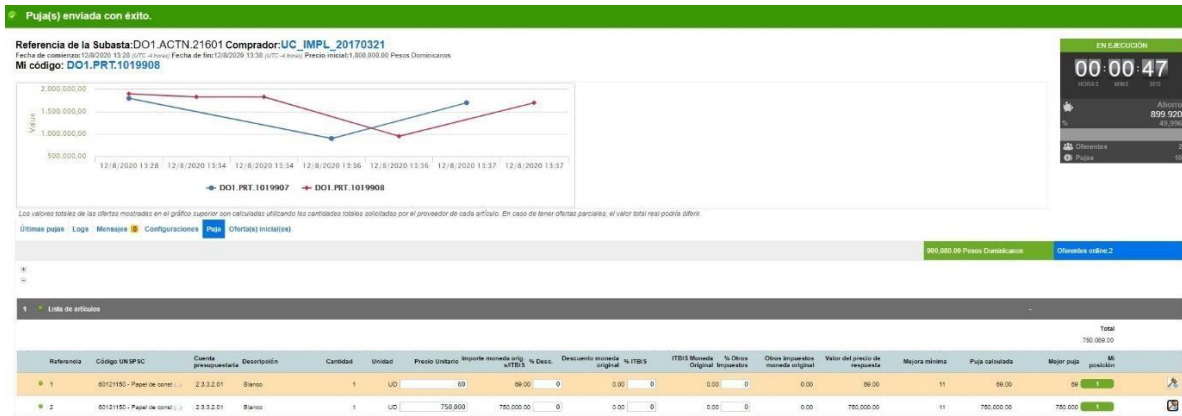 Puja(s) enviada con éxito.
Referencia de la Subasta:DO1.ACTN.21601 Comprador:UC_IMPL_20170321
Fecha de comienzo:12/8/2020 13:28 (UTC -4 horas) Fecha de fin:12/8/2020 13:38 (UTC -4 horas) Precio inicial:1,800,000.00 Pesos Dominicanos
Mi código: DO1.PRT.1019908
EN EJECUCIÓN
00:00:47
HORAS MINS SEG
Ahorro
899.920
% 49,996
Oferentes 2
Pujas 10
2.000.000,00
1.500.000,00
1.000.000,00
500.000,00
Value
12/8/2020 13:28 12/8/2020 13:34 12/8/2020 13:34 12/8/2020 13:36 12/8/2020 13:36 12/8/2020 13:37 12/8/2020 13:37
DO1.PRT.1019907 DO1.PRT.1019908
Los valores totales de las ofertas mostradas en el gráfico superior son calculadas utilizando las cantidades totales solicitadas por el proveedor de cada artículo. En caso de tener ofertas parciales, el valor total real podría diferir
Últimas pujas Logs Mensajes 0 Configuraciones Puja Oferta(s) Inicial(es)
900,080.00 Pesos Dominicanos Oferentes online:2
1 Lista de artículos -
Total
750,069.00
Referencia Código UNSPSC Cuenta presupuestaria Descripción Cantidad Unidad Precio Unitario Importe moneda orig. s/ITBIS % Desc. Descuento moneda original % ITBIS ITBIS Moneda Original % Otros Impuestos Otros impuestos moneda original Valor del precio de respuesta Mejora mínima Puja calculada Mejor puja Mi posición
1 60121150 - Papel de const (...) 2.3.3.2.01 Blanco 1 UD 69 69.00 0 0.00 0 0.00 0 0.00 69.00 11 69.00 69 1
2 60121150 - Papel de const (...) 2.3.3.2.01 Blanco 1 UD 750,000 750,000.00 0 0.00 0 0.00 0 0.00 750,000.00 11 750,000.00 750.000 1